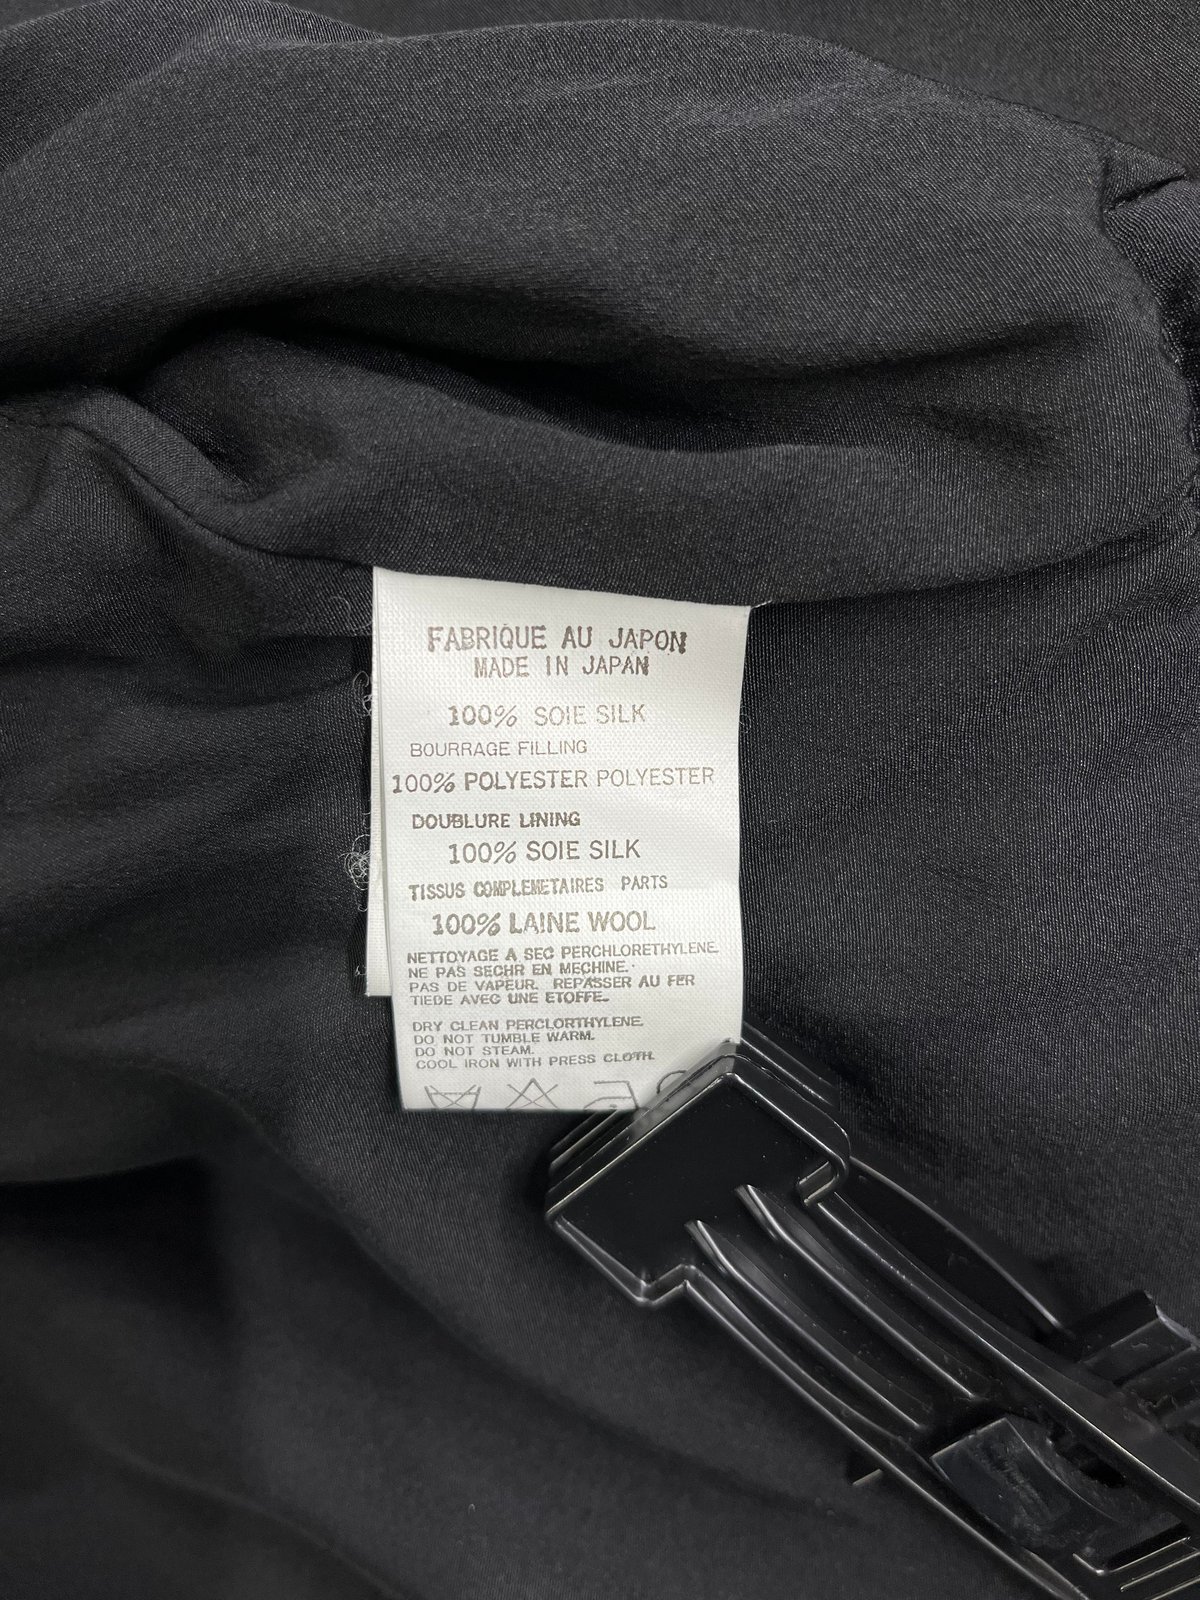 FABRIQUE AU JAPON
MADE IN JAPAN
100% SOIE SILK
BOURRAGE FILLING
100% POLYESTER POLYESTER
DOUBLURE LINING
100% SOIE SILK
TISSUS COMPLEMETAIRES PARTS
100% LAINE WOOL
NETTOYAGE A SEC PERCHLORETHYLENE.
NE PAS SECHR EN MECHINE.
PAS DE VAPEUR. REPASSER AU FER
TIEDE AVEC UNE ETOFFE.
DRY CLEAN PERCLORTHYLENE.
DO NOT TUMBLE WARM.
DO NOT STEAM.
COOL IRON WITH PRESS CLOTH.